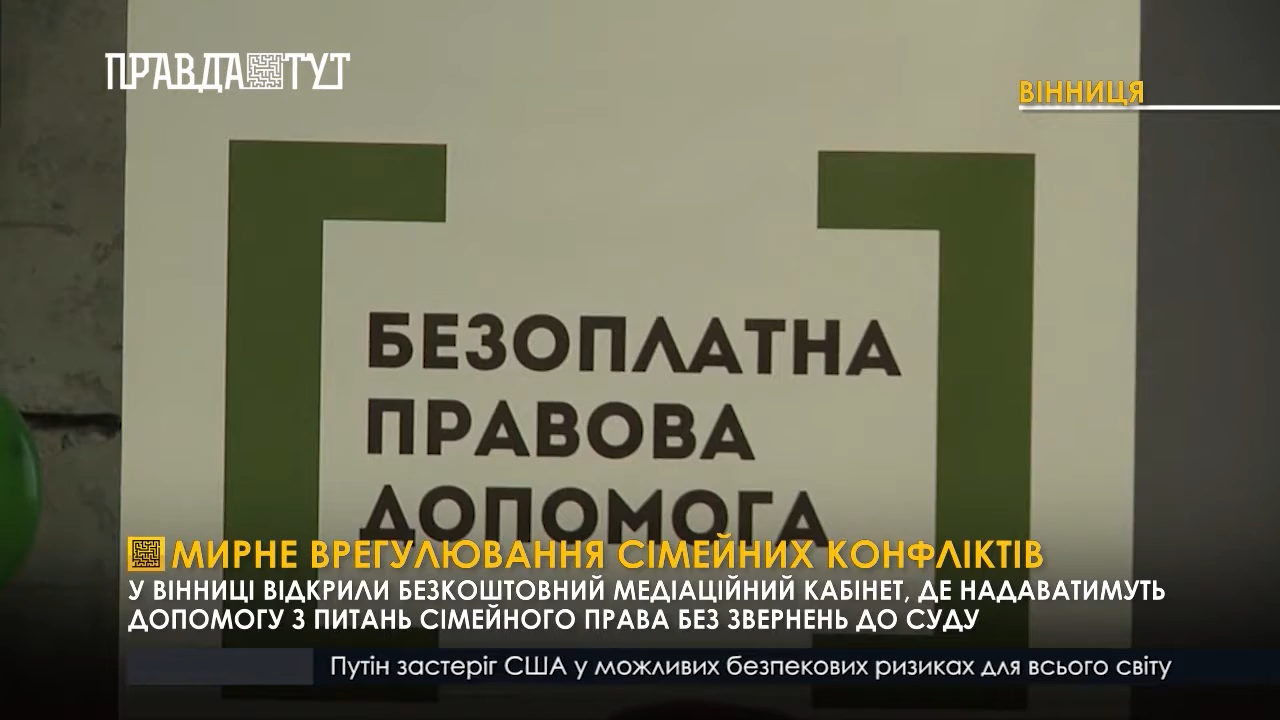 ПРАВДА ТУТ
ВІННИЦЯ
БЕЗОПЛАТНА
ПРАВОВА
ДОПОМОГА
МИРНЕ ВРЕГУЛЮВАННЯ СІМЕЙНИХ КОНФЛІКТІВ
У ВІННИЦІ ВІДКРИЛИ БЕЗКОШТОВНИЙ МЕДІАЦІЙНИЙ КАБІНЕТ, ДЕ НАДАВАТИМУТЬ
ДОПОМОГУ З ПИТАНЬ СІМЕЙНОГО ПРАВА БЕЗ ЗВЕРНЕНЬ ДО СУДУ
Путін застеріг США у можливих безпекових ризиках для всього світу